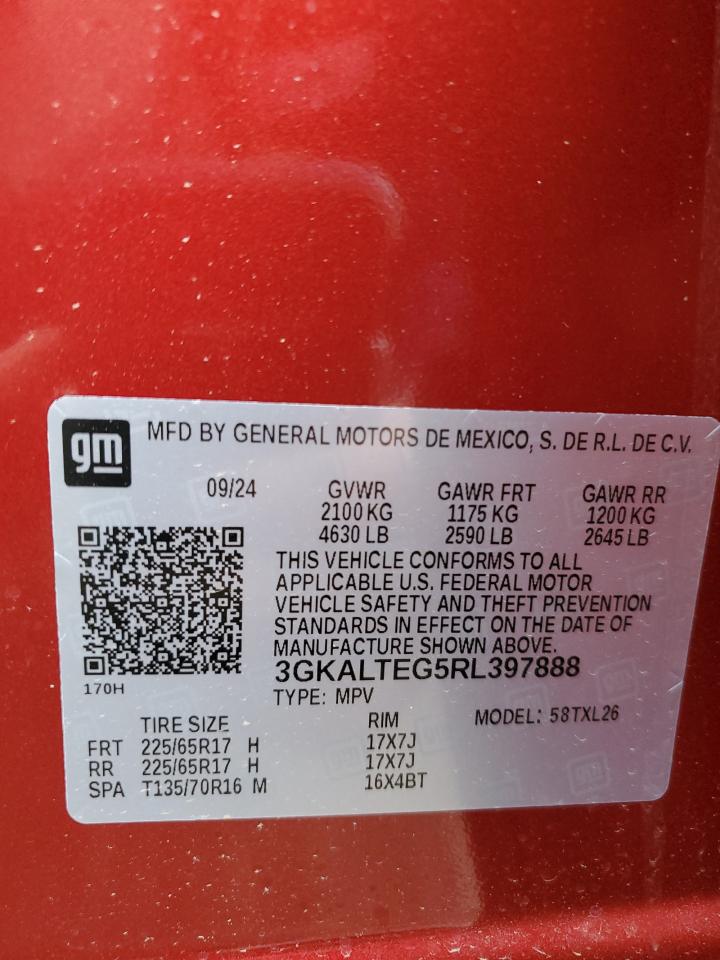 gm
MFD BY GENERAL MOTORS DE MEXICO, S. DE R.L. DE C.V.
09/24 GVWR GAWR FRT GAWR RR
2100 KG 1175 KG 1200 KG
4630 LB 2590 LB 2645 LB
THIS VEHICLE CONFORMS TO ALL
APPLICABLE U.S. FEDERAL MOTOR
VEHICLE SAFETY AND THEFT PREVENTION
STANDARDS IN EFFECT ON THE DATE OF
MANUFACTURE SHOWN ABOVE.
3GKALTEG5RL397888
170H
TYPE: MPV
TIRE SIZE RIM MODEL: 58TXL26
FRT 225/65R17 H 17X7J
RR 225/65R17 H 17X7J
SPA T135/70R16 M 16X4BT